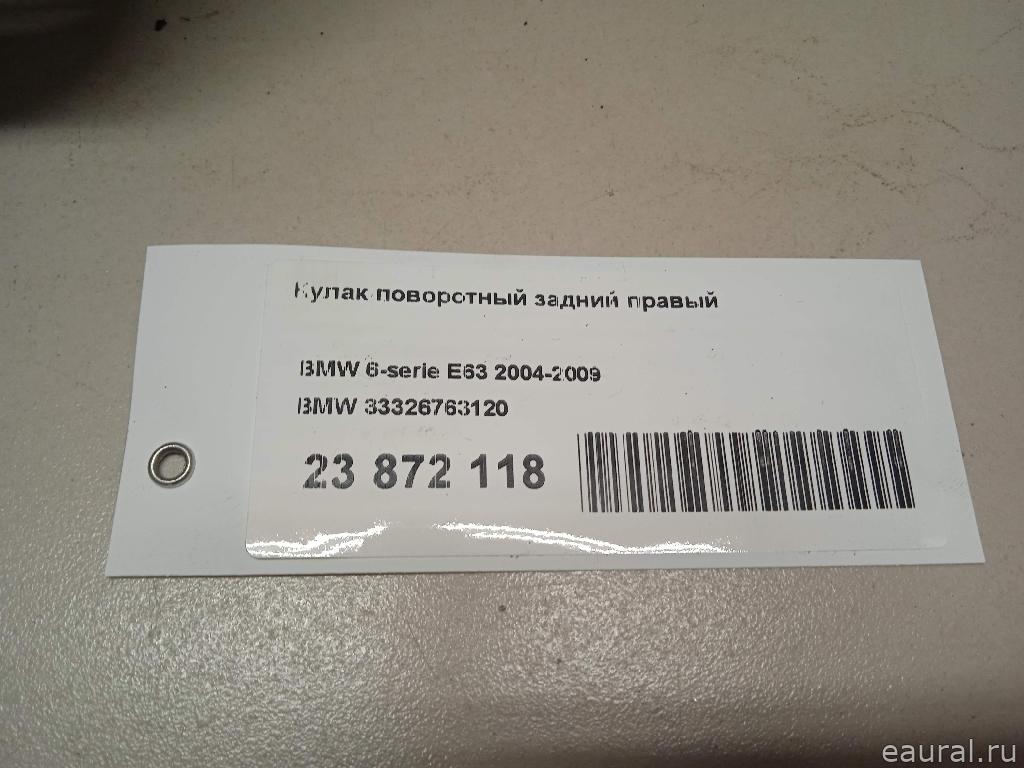 Кулак поворотный задний правый
BMW 6-serie E63 2004-2009
BMW 33326763120
23 872 118
eaural.ru